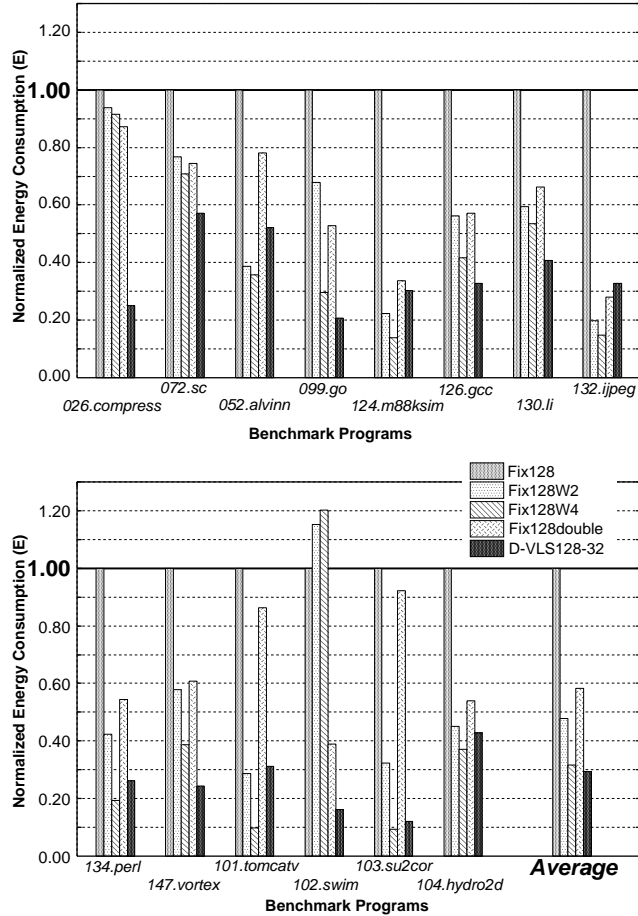 Normalized Energy Consumption (E)
1.20
1.00
0.80
0.60
0.40
0.20
0.00
072.sc
099.go
126.gcc
132.ijpeg
026.compress
052.alvinn
124.m88ksim
130.li
Benchmark Programs
Fix128
Fix128W2
Fix128W4
Fix128double
D-VLS128-32
Normalized Energy Consumption (E)
1.20
1.00
0.80
0.60
0.40
0.20
0.00
134.perl
101.tomcatv
103.su2cor
Average
147.vortex
102.swim
104.hydro2d
Benchmark Programs